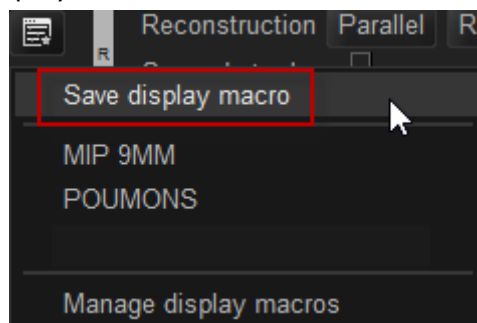 Reconstruction Parallel R
R
Save display macro
MIP 9MM
POUMONS
Manage display macros